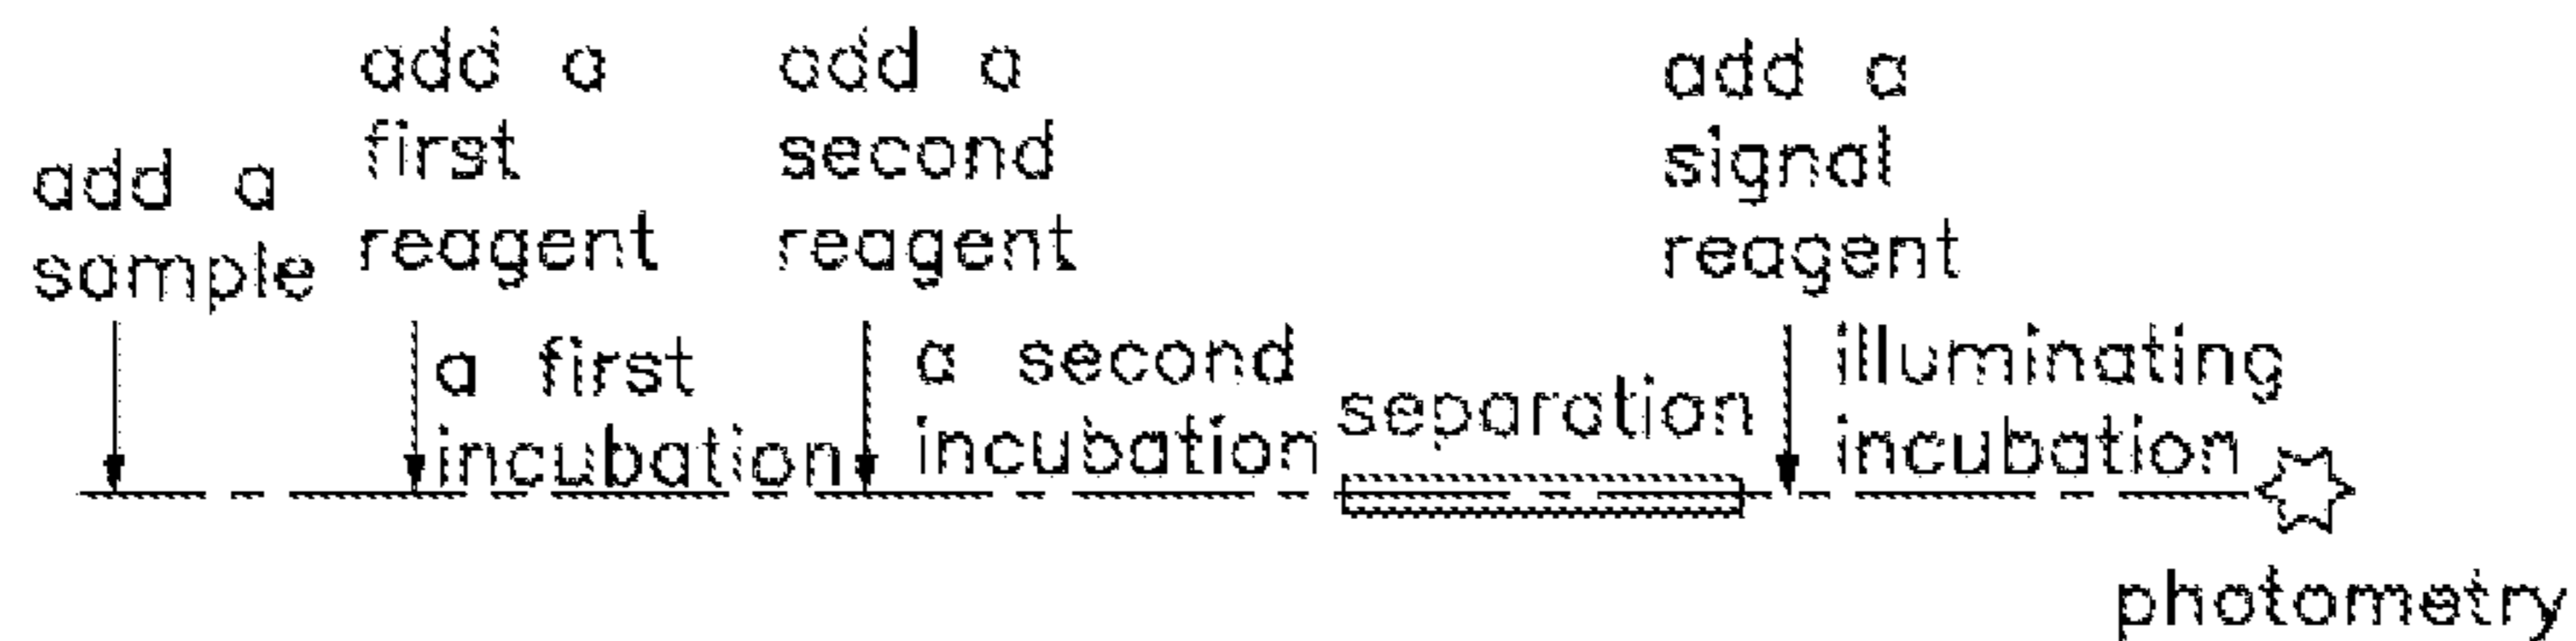 add a
sample
add a
first
reagent
a first
incubation
add a
second
reagent
a second
incubation
separation
add a
signal
reagent
illuminating
incubation
photometry